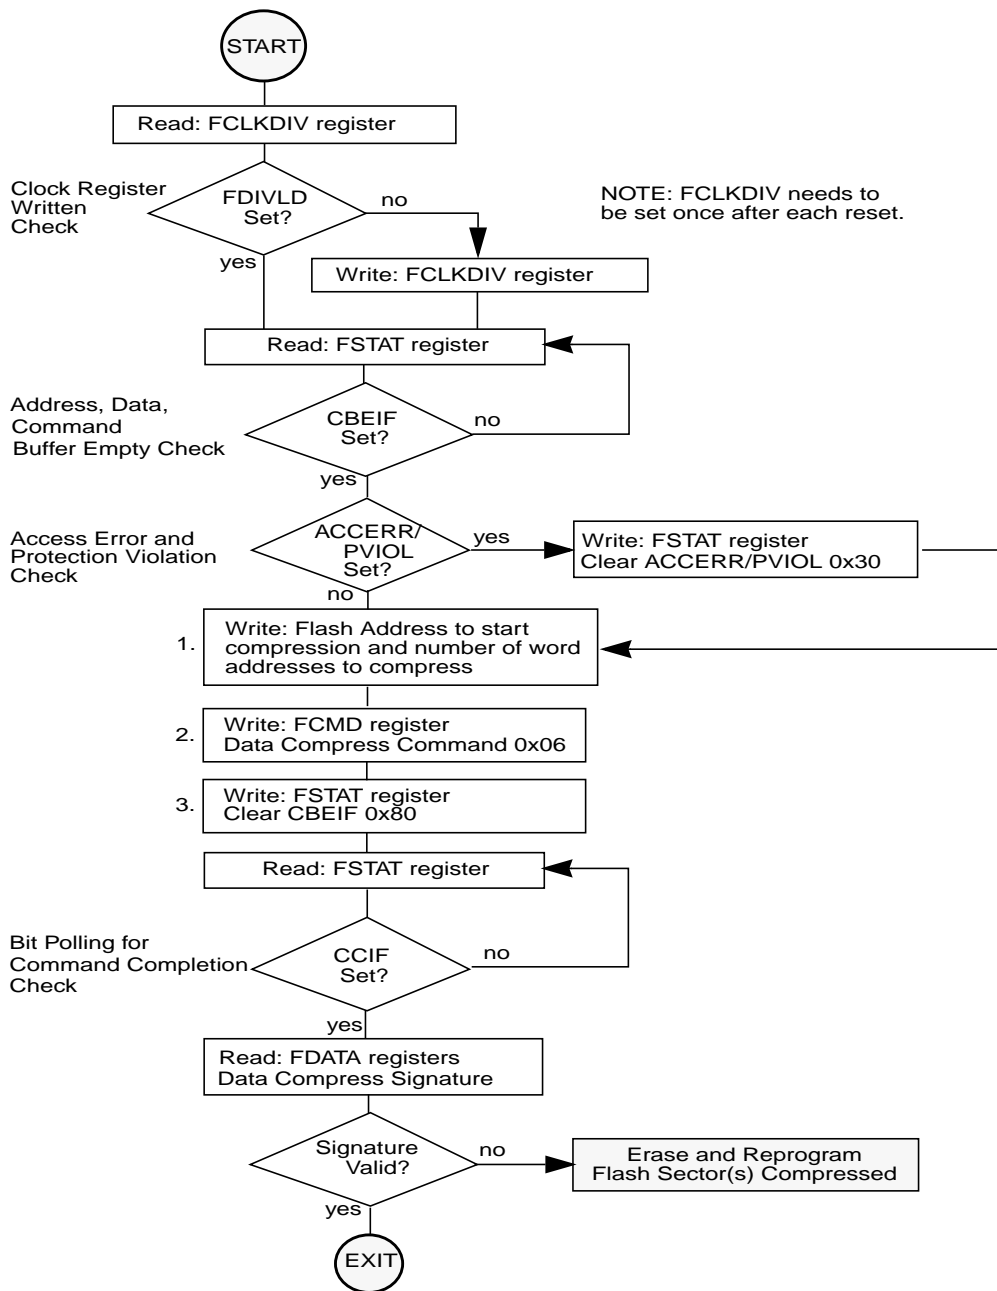 START
Read: FCLKDIV register
Clock Register
Written
Check
FDIVLD
Set?
no
yes
NOTE: FCLKDIV needs to
be set once after each reset.
Write: FCLKDIV register
Read: FSTAT register
Address, Data,
Command
Buffer Empty Check
CBEIF
Set?
no
yes
Access Error and
Protection Violation
Check
ACCERR/
PVIOL
Set?
yes
no
Write: FSTAT register
Clear ACCERR/PVIOL 0x30
1.
Write: Flash Address to start
compression and number of word
addresses to compress
2.
Write: FCMD register
Data Compress Command 0x06
3.
Write: FSTAT register
Clear CBEIF 0x80
Read: FSTAT register
Bit Polling for
Command Completion
Check
CCIF
Set?
no
yes
Read: FDATA registers
Data Compress Signature
Signature
Valid?
no
yes
Erase and Reprogram
Flash Sector(s) Compressed
EXIT